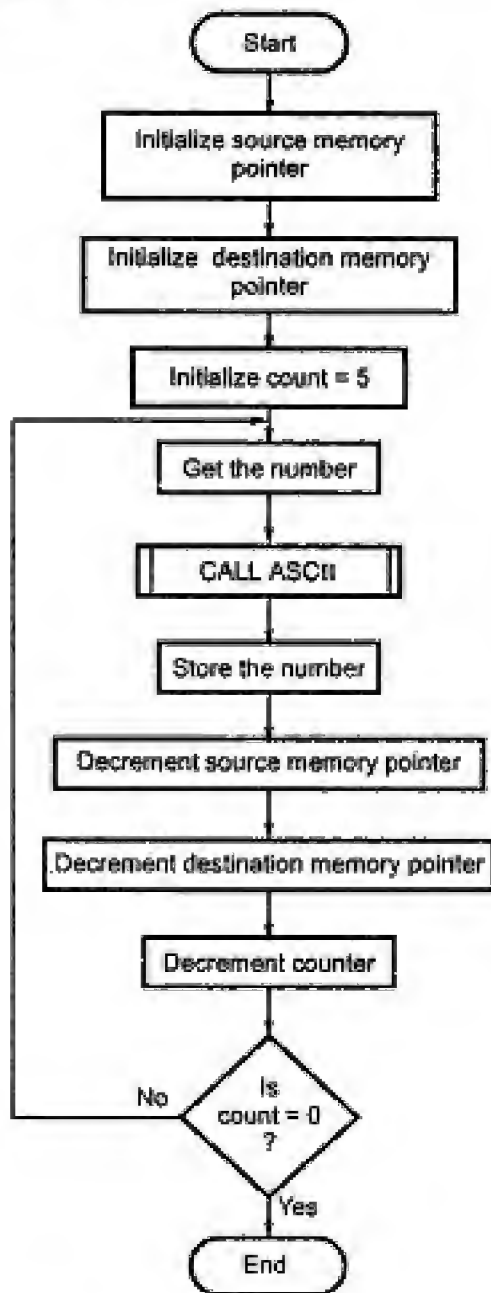 Start
Initialize source memory
pointer
Initialize destination memory
pointer
Initialize count = 5
Get the number
CALL ASCII
Store the number
Decrement source memory pointer
Decrement destination memory pointer
Decrement counter
Is
count = 0
?
No
Yes
End